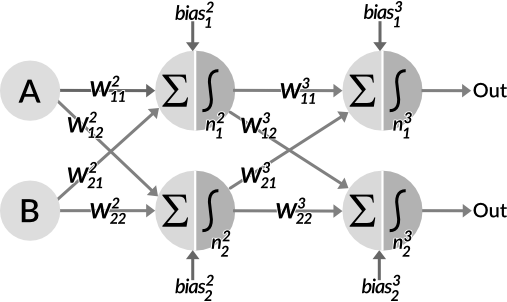 bias₁² bias₁³
A W₁₁² Σ ∫ n₁² W₁₁³ Σ ∫ n₁³ Out
W₁₂² W₁₂³
W₂₁² W₂₁³
B W₂₂² Σ ∫ n₂² W₂₂³ Σ ∫ n₂³ Out
bias₂² bias₂³